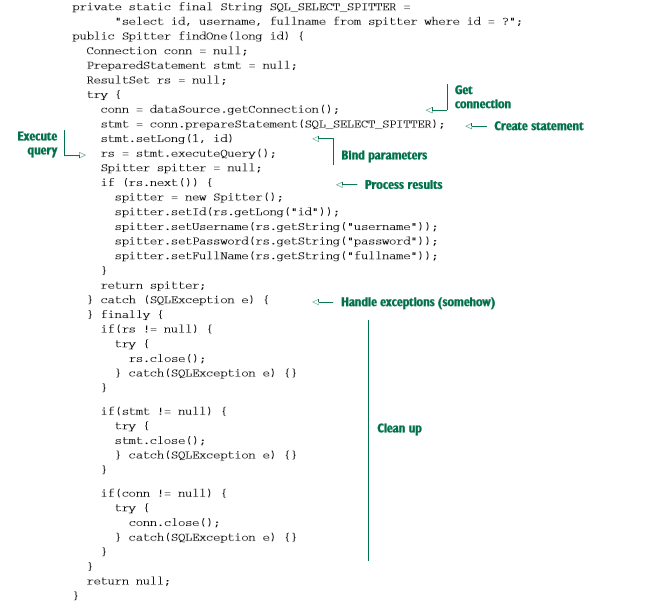 private static final String SQL_SELECT_SPITTER =
"select id, username, fullname from spitter where id = ?";
public Spitter findOne(long id) {
Connection conn = null;
PreparedStatement stmt = null;
ResultSet rs = null;
try {
conn = dataSource.getConnection();
Get
connection
stmt = conn.prepareStatement(SQL_SELECT_SPITTER);
Create statement
stmt.setLong(1, id)
Bind parameters
Execute
query
rs = stmt.executeQuery();
Spitter spitter = null;
if (rs.next()) {
Process results
spitter = new Spitter();
spitter.setId(rs.getLong("id"));
spitter.setUsername(rs.getString("username"));
spitter.setPassword(rs.getString("password"));
spitter.setFullName(rs.getString("fullname"));
}
return spitter;
} catch (SQLException e) {
Handle exceptions (somehow)
} finally {
if(rs != null) {
try {
rs.close();
} catch(SQLException e) {}
}
if(stmt != null) {
try {
stmt.close();
} catch(SQLException e) {}
}
Clean up
if(conn != null) {
try {
conn.close();
} catch(SQLException e) {}
}
}
return null;
}